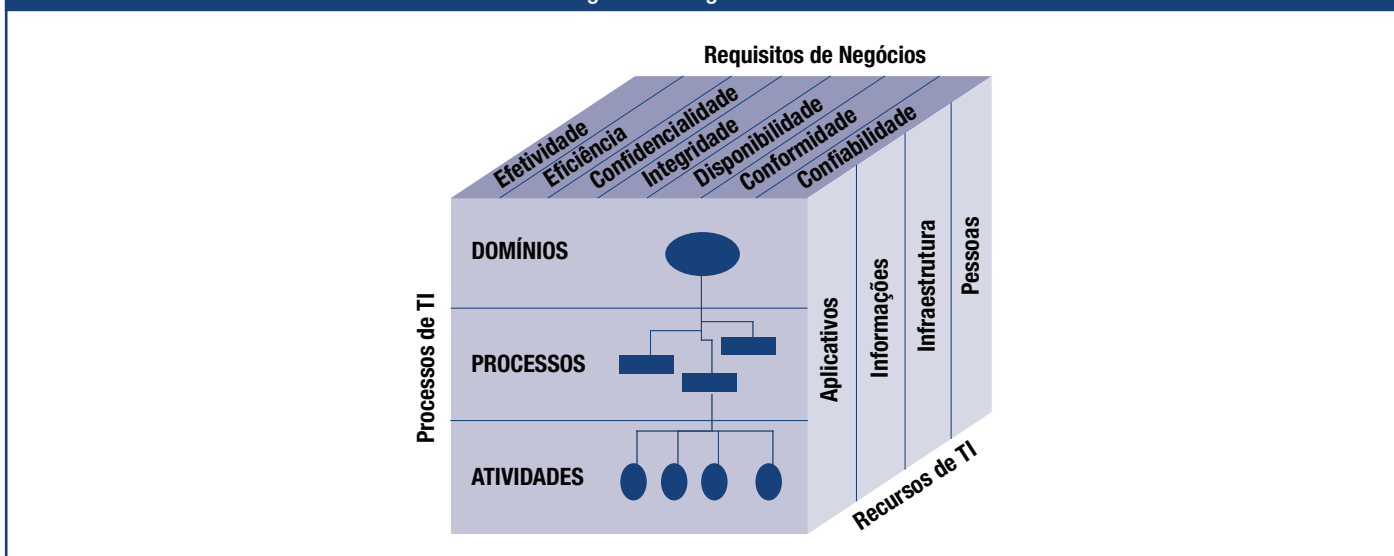 Requisitos de Negócios
Efetividade
Eficiência
Confidencialidade
Integridade
Disponibilidade
Conformidade
Confiabilidade
Processos de TI
DOMÍNIOS
PROCESSOS
ATIVIDADES
Aplicativos
Informações
Infraestrutura
Pessoas
Recursos de TI